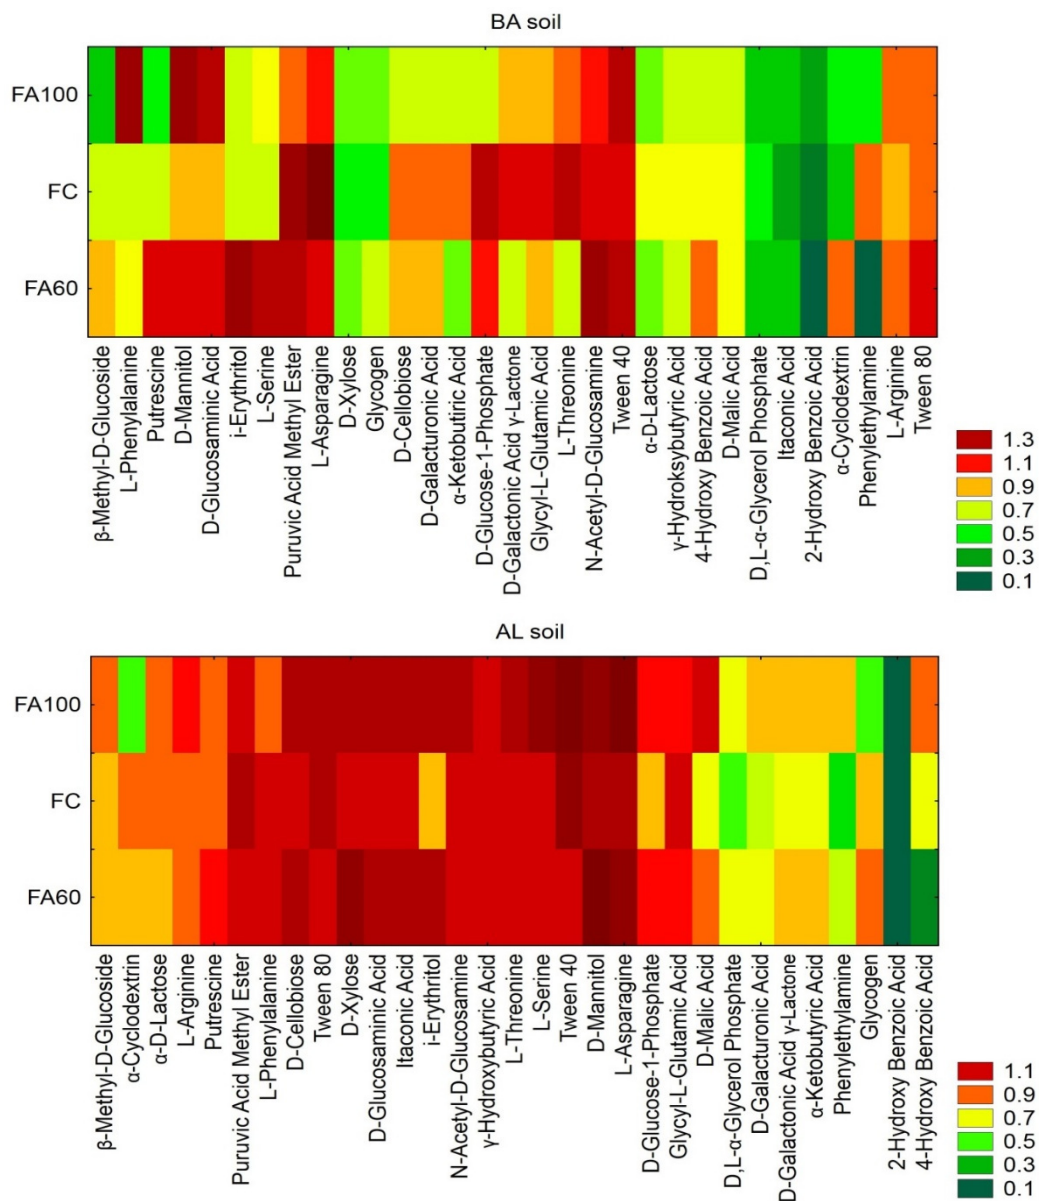 BA soil
FA100
FC
FA60
β-Methyl-D-Glucoside
L-Phenylalanine
Putrescine
D-Mannitol
D-Glucosaminic Acid
i-Erythritol
L-Serine
Puruvic Acid Methyl Ester
L-Asparagine
D-Xylose
Glycogen
D-Cellobiose
D-Galacturonic Acid
α-Ketobutiric Acid
D-Glucose-1-Phosphate
D-Galactonic Acid γ-Lactone
Glycyl-L-Glutamic Acid
L-Threonine
N-Acetyl-D-Glucosamine
Tween 40
α-D-Lactose
γ-Hydroksybutyric Acid
4-Hydroxy Benzoic Acid
D-Malic Acid
D,L-α-Glycerol Phosphate
Itaconic Acid
2-Hydroxy Benzoic Acid
α-Cyclodextrin
Phenylethylamine
L-Arginine
Tween 80
1.3
1.1
0.9
0.7
0.5
0.3
0.1
AL soil
FA100
FC
FA60
β-Methyl-D-Glucoside
α-Cyclodextrin
α-D-Lactose
L-Arginine
Putrescine
Puruvic Acid Methyl Ester
L-Phenylalanine
D-Cellobiose
Tween 80
D-Xylose
D-Glucosaminic Acid
Itaconic Acid
i-Erythritol
N-Acetyl-D-Glucosamine
γ-Hydroxybutyric Acid
L-Threonine
L-Serine
Tween 40
D-Mannitol
L-Asparagine
D-Glucose-1-Phosphate
Glycyl-L-Glutamic Acid
D-Malic Acid
D,L-α-Glycerol Phosphate
D-Galacturonic Acid
D-Galactonic Acid γ-Lactone
α-Ketobutyric Acid
Phenylethylamine
Glycogen
2-Hydroxy Benzoic Acid
4-Hydroxy Benzoic Acid
1.1
0.9
0.7
0.5
0.3
0.1